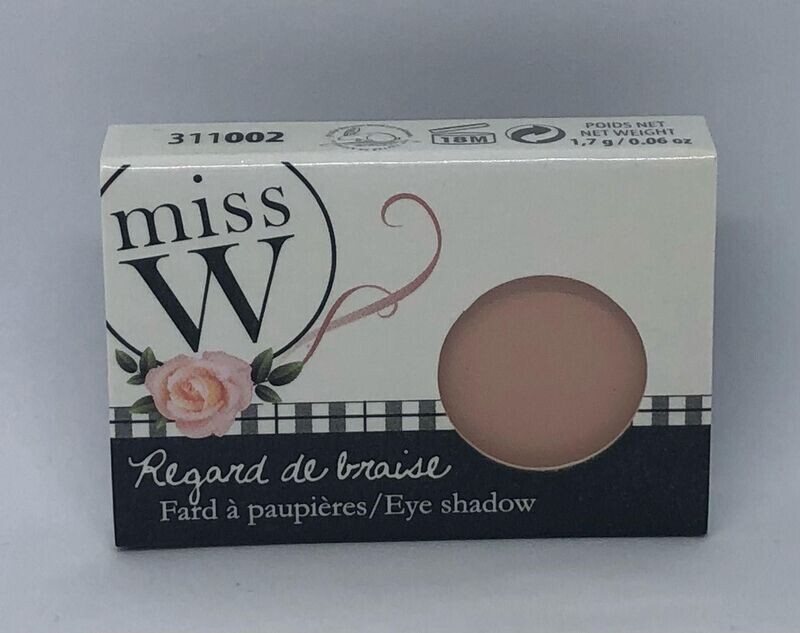 311002
18M
POIDS NET
NET WEIGHT
1,7 g / 0.06 oz
miss
W
Regard de braise
Fard à paupières/Eye shadow